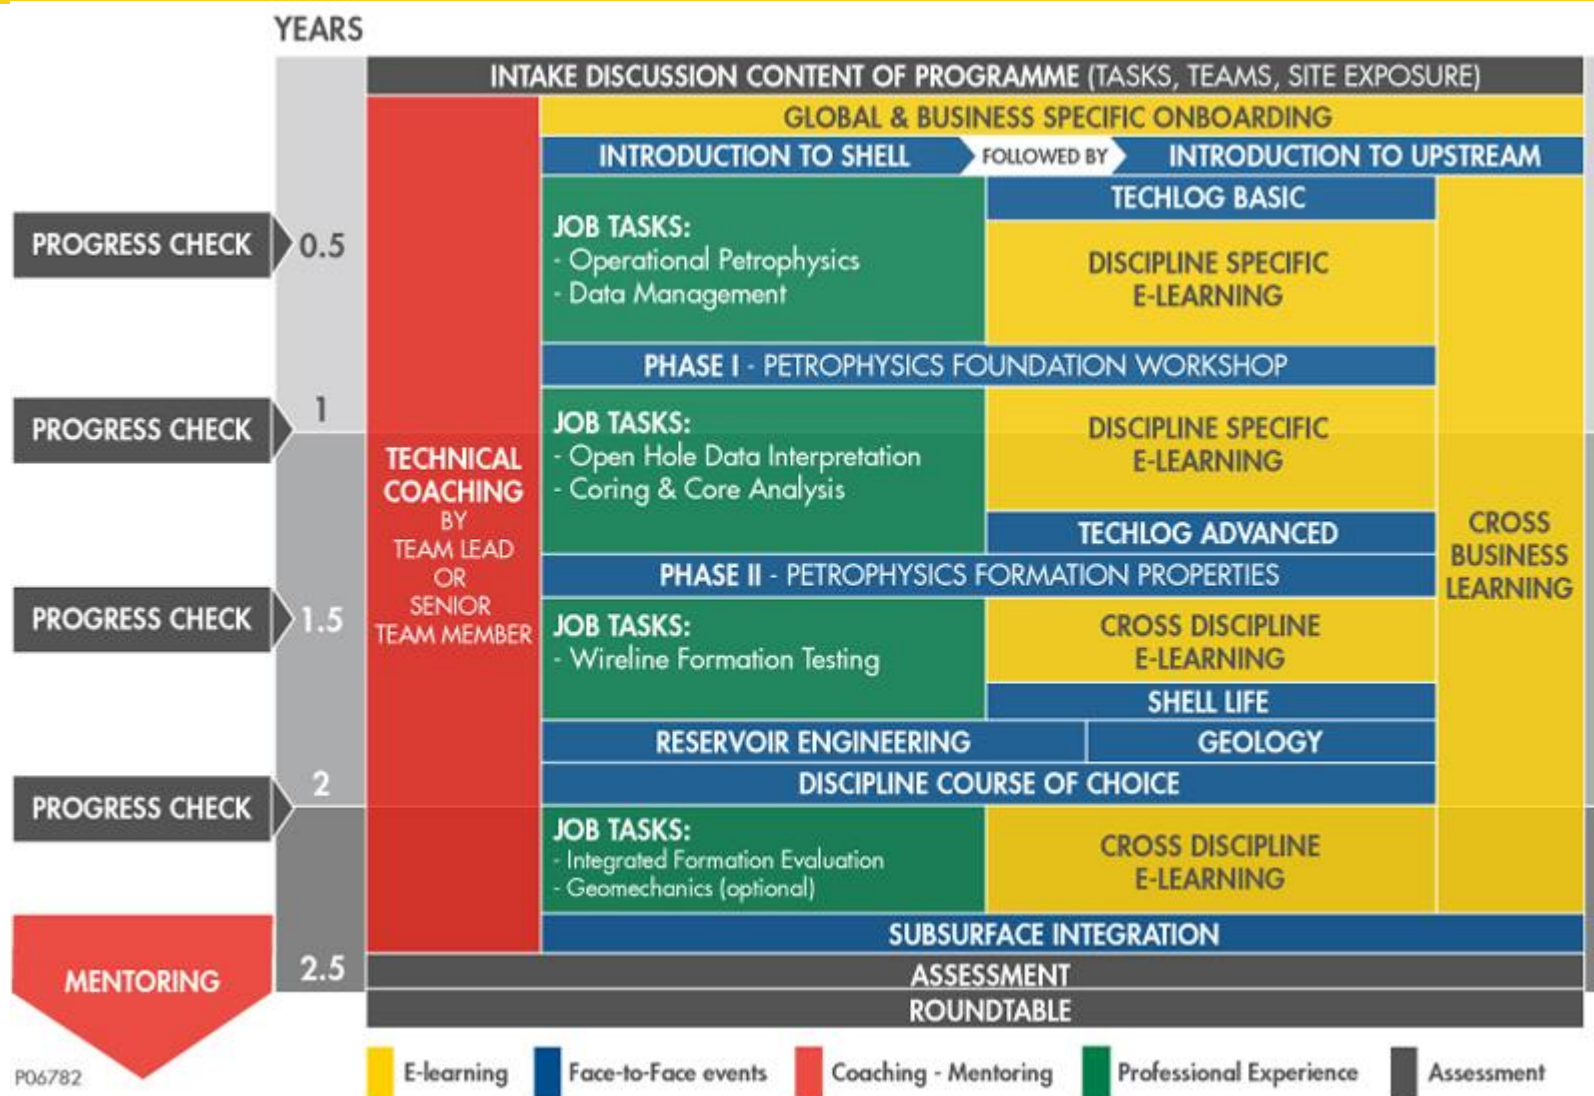 YEARS
INTAKE DISCUSSION CONTENT OF PROGRAMME (TASKS, TEAMS, SITE EXPOSURE)
GLOBAL & BUSINESS SPECIFIC ONBOARDING
INTRODUCTION TO SHELL
FOLLOWED BY
INTRODUCTION TO UPSTREAM
PROGRESS CHECK
0.5
JOB TASKS:
- Operational Petrophysics
- Data Management
TECHLOG BASIC
DISCIPLINE SPECIFIC
E-LEARNING
PHASE I - PETROPHYSICS FOUNDATION WORKSHOP
PROGRESS CHECK
1
JOB TASKS:
- Open Hole Data Interpretation
- Coring & Core Analysis
DISCIPLINE SPECIFIC
E-LEARNING
TECHLOG ADVANCED
TECHNICAL
COACHING
BY
TEAM LEAD
OR
SENIOR
TEAM MEMBER
CROSS
BUSINESS
LEARNING
PHASE II - PETROPHYSICS FORMATION PROPERTIES
PROGRESS CHECK
1.5
JOB TASKS:
- Wireline Formation Testing
CROSS DISCIPLINE
E-LEARNING
SHELL LIFE
RESERVOIR ENGINEERING
GEOLOGY
DISCIPLINE COURSE OF CHOICE
PROGRESS CHECK
2
JOB TASKS:
- Integrated Formation Evaluation
- Geomechanics (optional)
CROSS DISCIPLINE
E-LEARNING
SUBSURFACE INTEGRATION
MENTORING
2.5
ASSESSMENT
ROUNDTABLE
P06782
E-learning
Face-to-Face events
Coaching - Mentoring
Professional Experience
Assessment